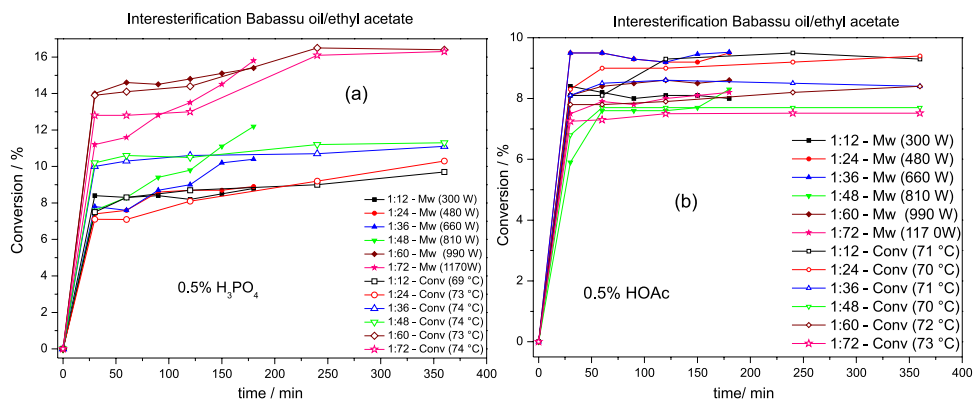 Interesterification Babassu oil/ethyl acetate
Conversion / %
16
14
12
10
8
6
4
2
0
(a)
0.5% H₃PO₄
1:12 - Mw (300 W)
1:24 - Mw (480 W)
1:36 - Mw (660 W)
1:48 - Mw (810 W)
1:60 - Mw (990 W)
1:72 - Mw (1170W)
1:12 - Conv (69 °C)
1:24 - Conv (73 °C)
1:36 - Conv (74 °C)
1:48 - Conv (74 °C)
1:60 - Conv (73 °C)
1:72 - Conv (74 °C)
0 50 100 150 200 250 300 350 400
time/ min
Interesterification Babassu oil/ethyl acetate
Conversion / %
10
8
6
4
2
0
(b)
0.5% HOAc
1:12 - Mw (300 W)
1:24 - Mw (480 W)
1:36 - Mw (660 W)
1:48 - Mw (810 W)
1:60 - Mw (990 W)
1:72 - Mw (117 0W)
1:12 - Conv (71 °C)
1:24 - Conv (70 °C)
1:36 - Conv (71 °C)
1:48 - Conv (70 °C)
1:60 - Conv (72 °C)
1:72 - Conv (73 °C)
0 50 100 150 200 250 300 350 400
time / min